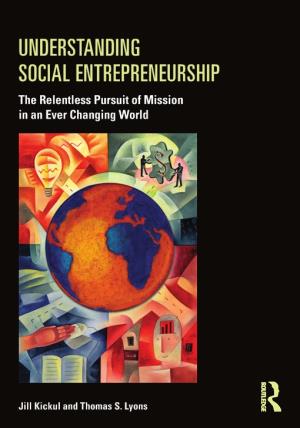 UNDERSTANDING
SOCIAL ENTREPRENEURSHIP
The Relentless Pursuit of Mission
in an Ever Changing World
Jill Kickul and Thomas S. Lyons
ROUTLEDGE